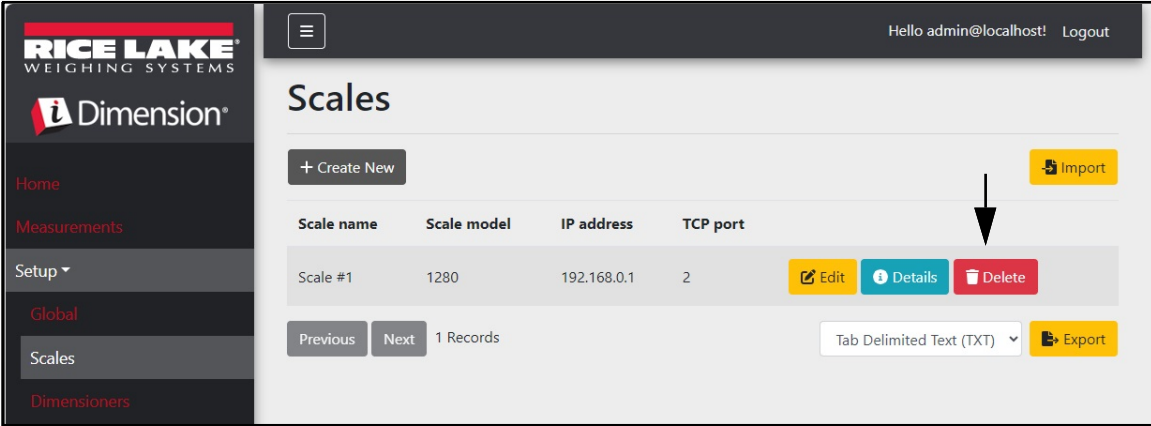 RICE LAKE®
WEIGHING SYSTEMS
i Dimension®
Home
Measurements
Setup
Global
Scales
Dimensioners
Hello admin@localhost! Logout
Scales
+ Create New
Import
Scale name Scale model IP address TCP port
Scale #1 1280 192.168.0.1 2 Edit Details Delete
Previous Next 1 Records Tab Delimited Text (TXT) Export